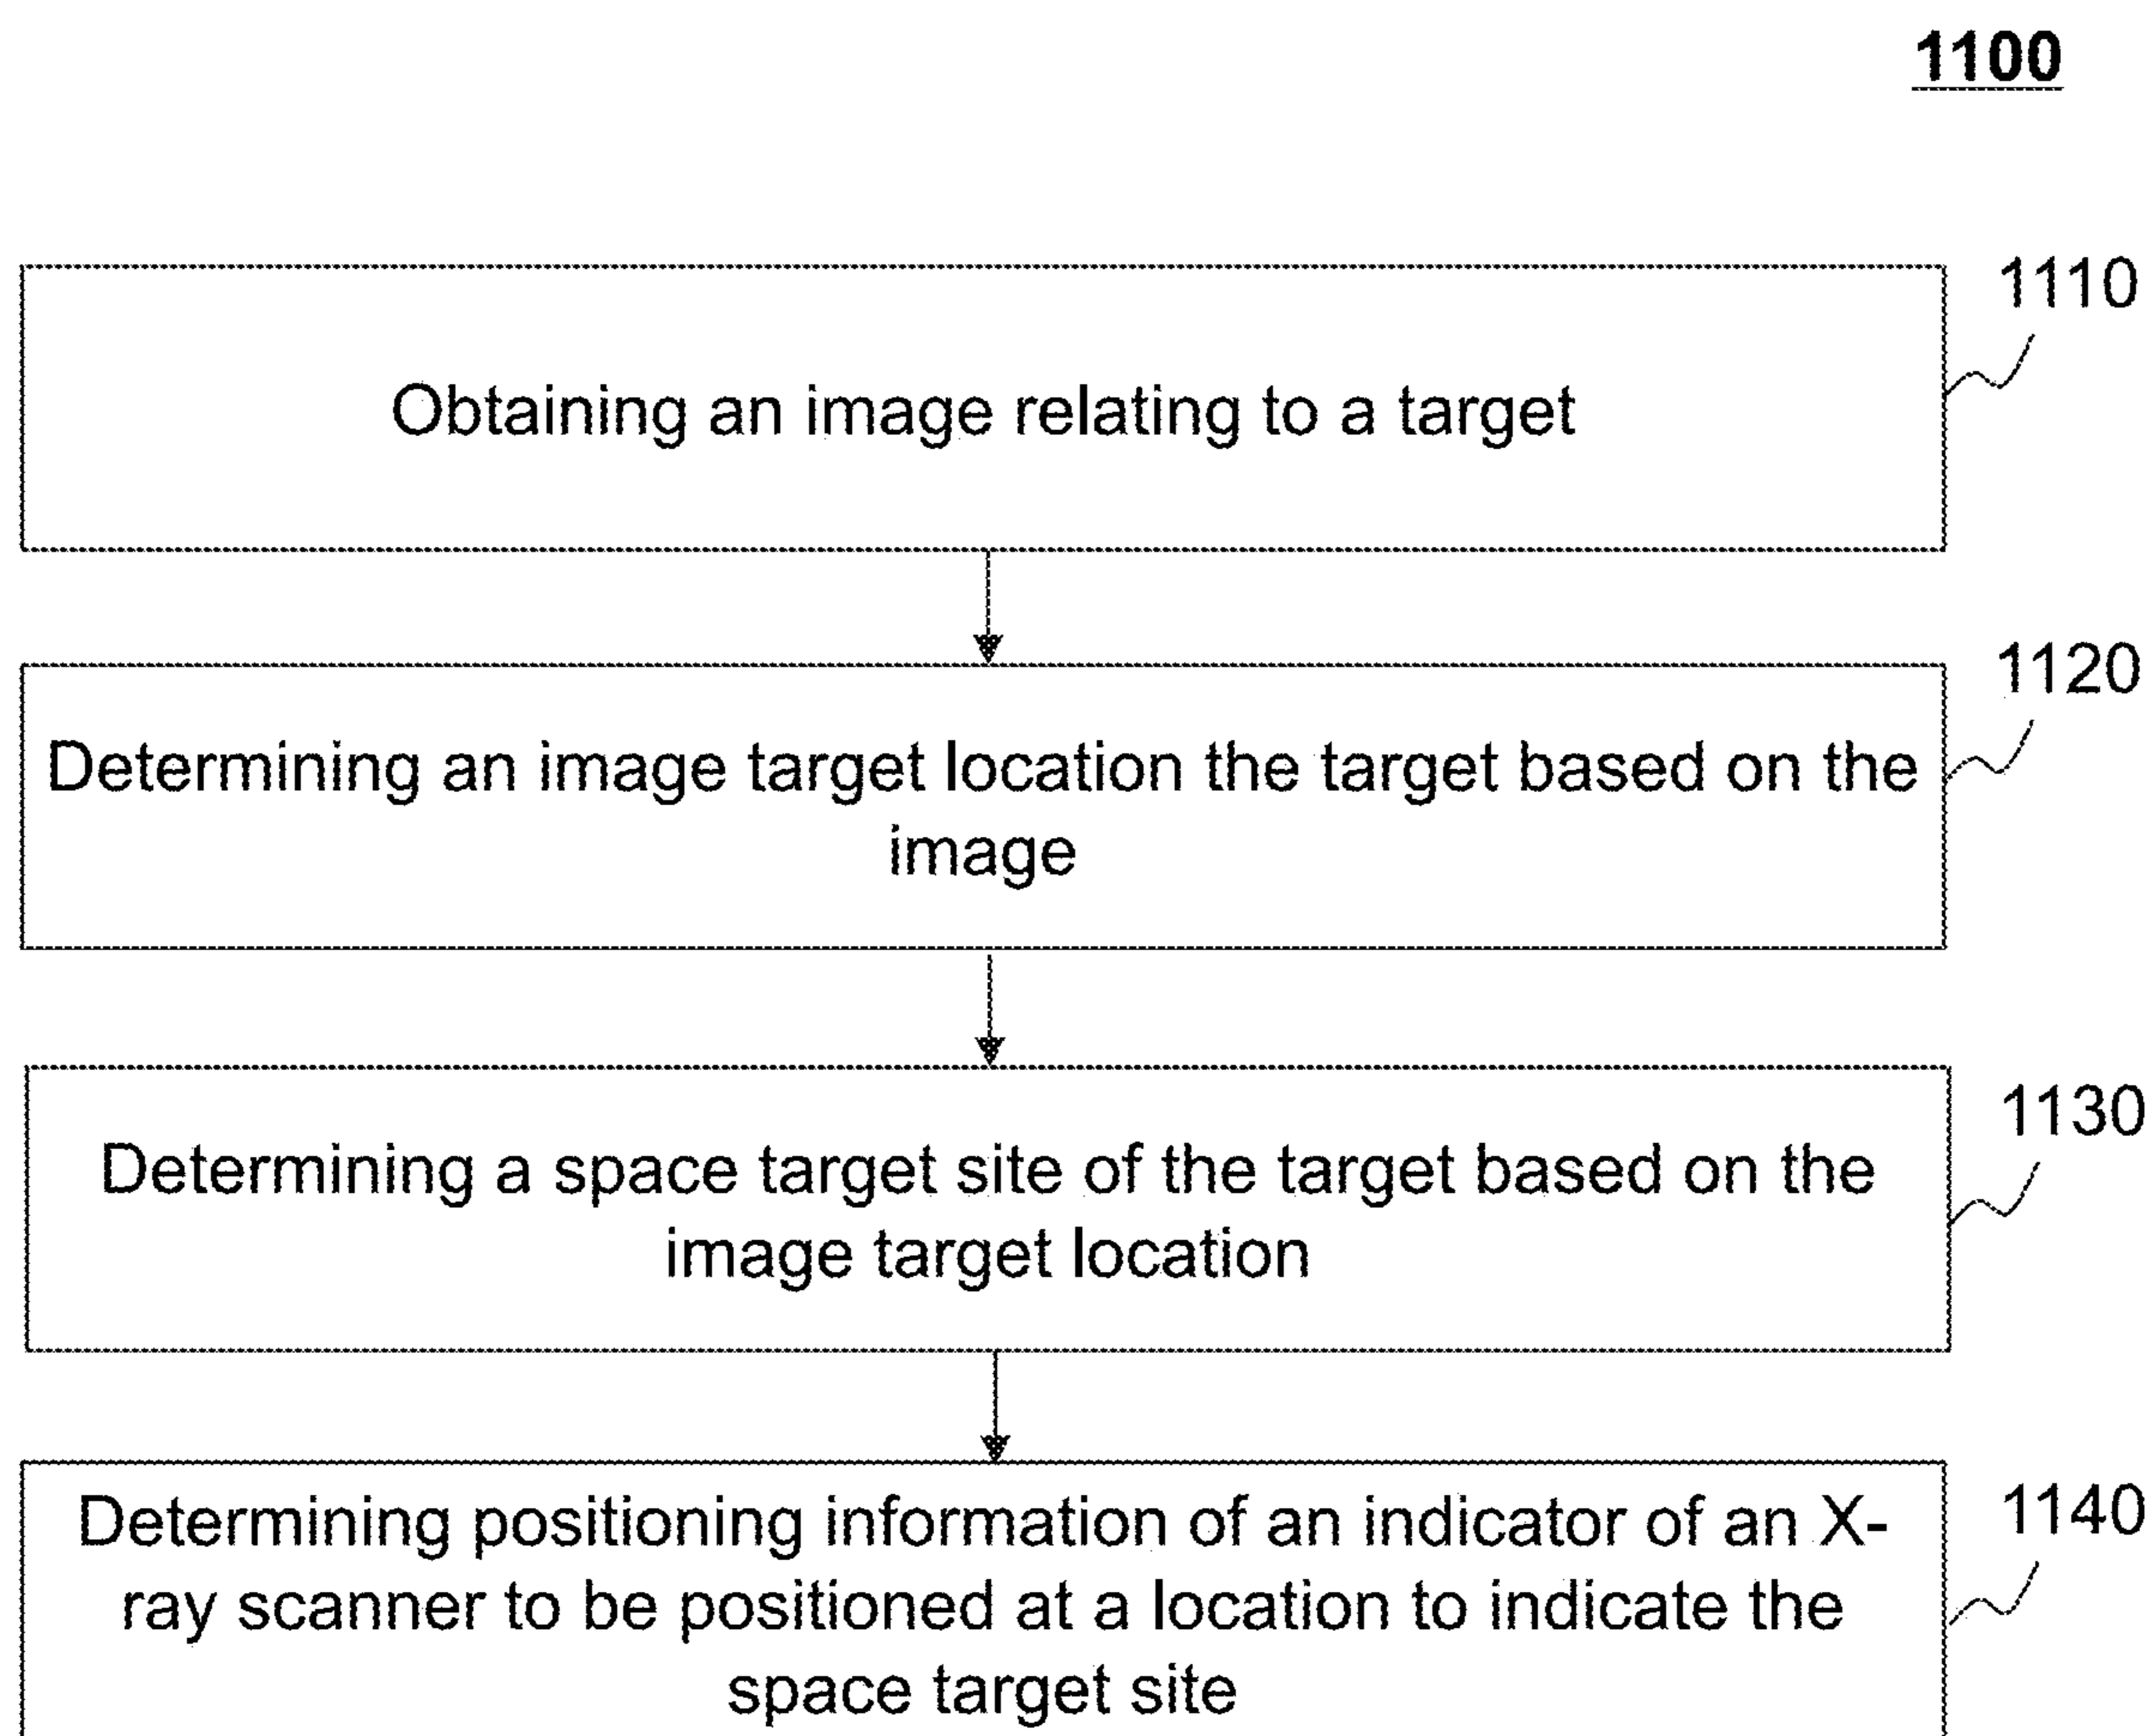 1100
1110
Obtaining an image relating to a target
1120
Determining an image target location the target based on the
image
1130
Determining a space target site of the target based on the
image target location
1140
Determining positioning information of an indicator of an X-
ray scanner to be positioned at a location to indicate the
space target site